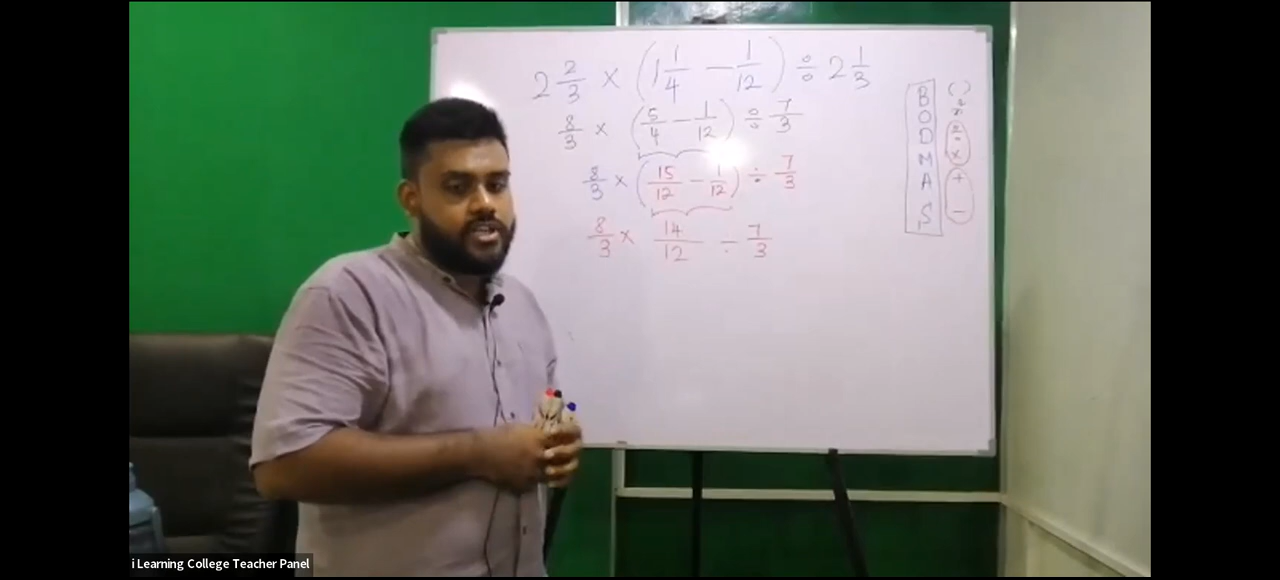 2 2/3 × (1 1/4 − 1/12) ÷ 2 1/3
8/3 × (5/4 − 1/12) ÷ 7/3
8/3 × (15/12 − 1/12) ÷ 7/3
8/3 × 14/12 ÷ 7/3
B ( )
O
D ÷
M ×
A +
S −
i Learning College Teacher Panel